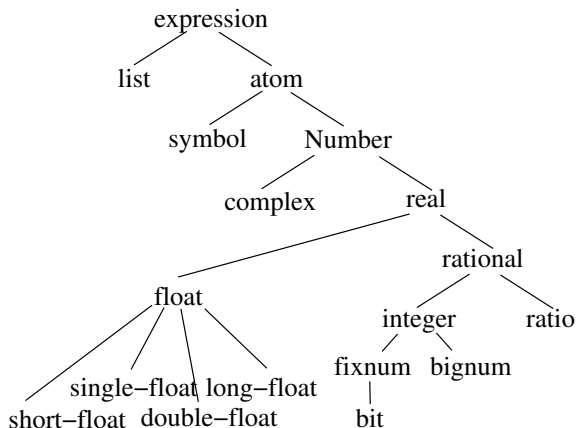 expression
list atom
symbol Number
complex real
rational
float
integer ratio
fixnum bignum
single−float long−float
short−float double−float bit